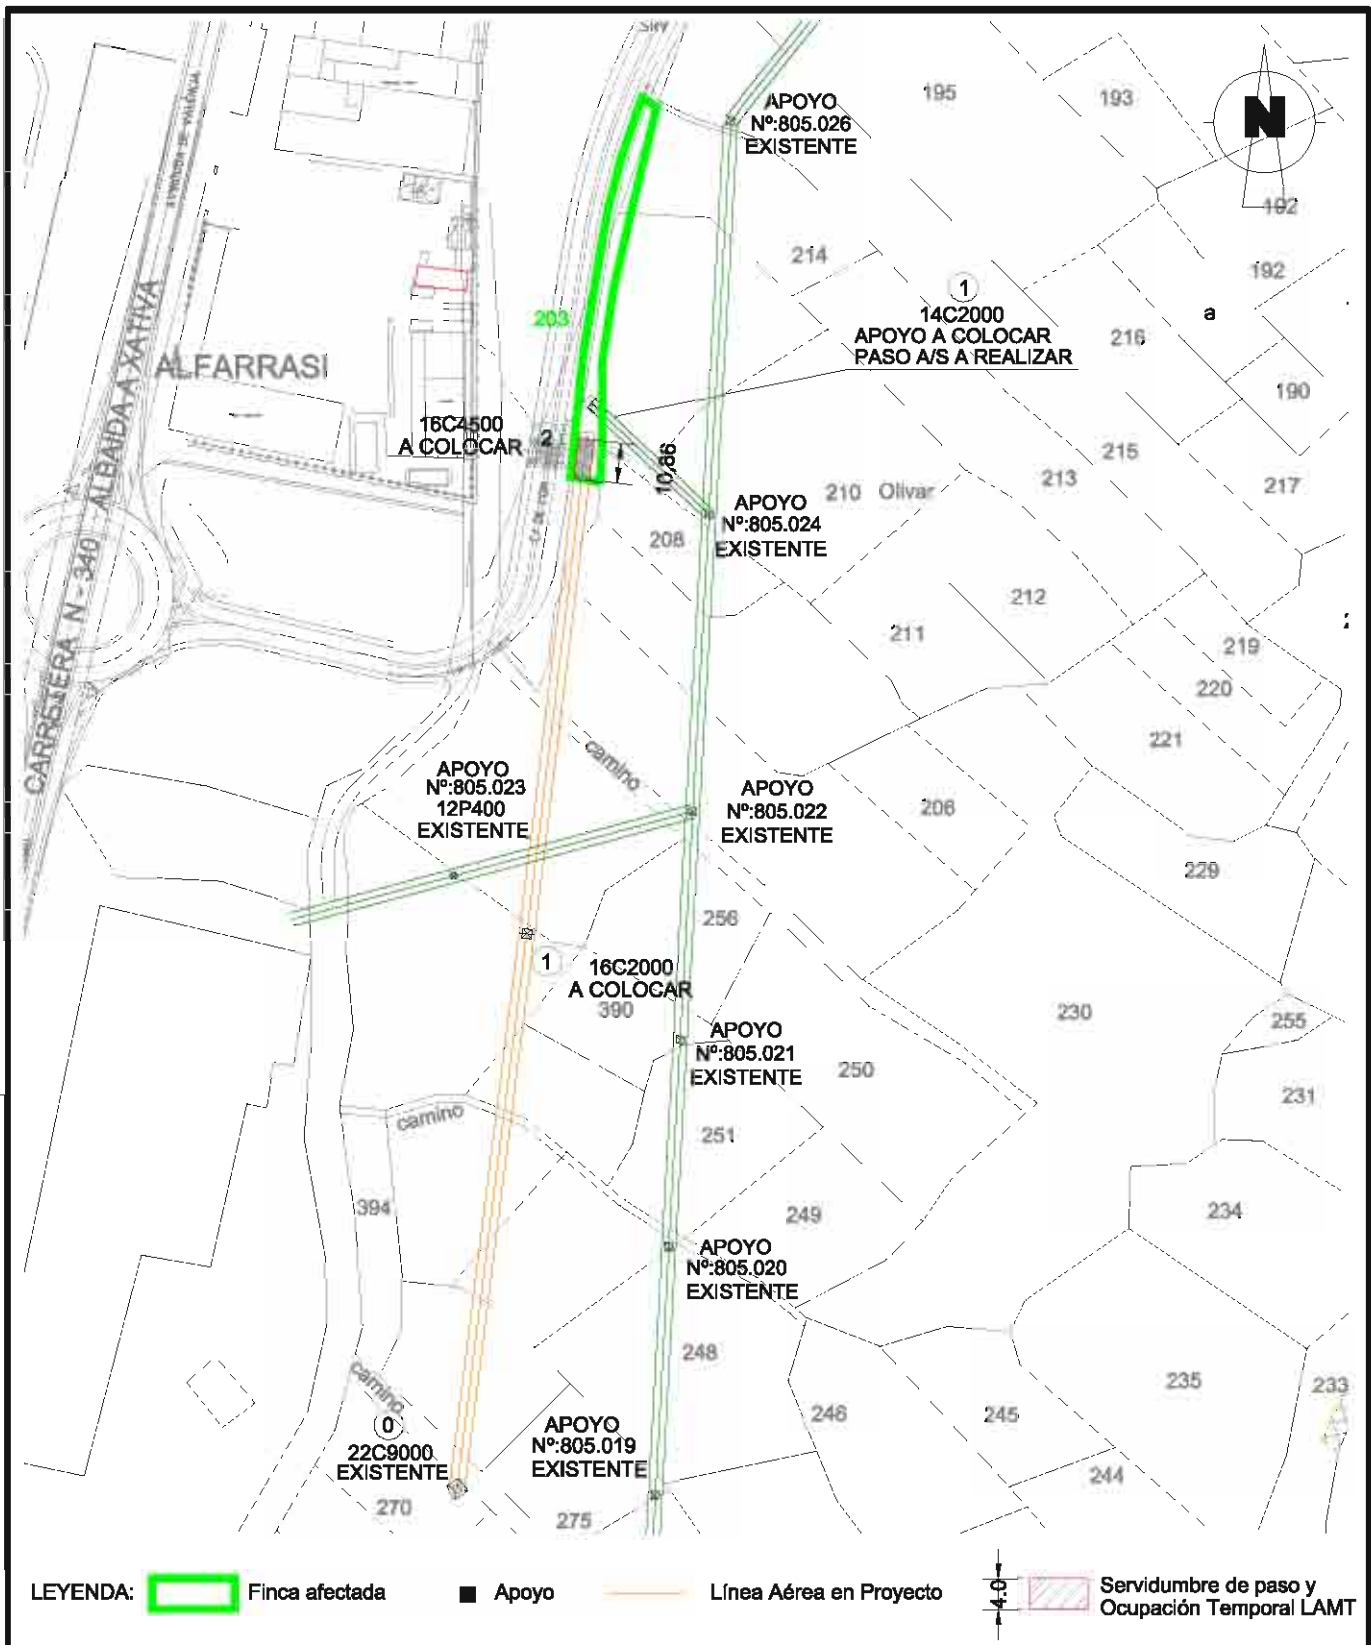 APOYO
Nº:805.026
EXISTENTE
195
193
N
192
192
214
1
14C2000
APOYO A COLOCAR
PASO A/S A REALIZAR
a
216
190
203
ALFARRASI
AVINGUDA DE VALENCIA
CARRETERA N - 340 ALBAIDA XATIVA
16C4500
A COLOCAR
2
10,86
215
213
217
210 Olivar
APOYO
Nº:805.024
EXISTENTE
208
212
211
219
220
221
camino
APOYO
Nº:805.023
12P400
EXISTENTE
APOYO
Nº:805.022
EXISTENTE
206
229
256
1
16C2000
A COLOCAR
390
230
255
APOYO
Nº:805.021
EXISTENTE
250
231
camino
251
394
249
234
APOYO
Nº:805.020
EXISTENTE
248
camino
235
233
246
245
0
22C9000
EXISTENTE
APOYO
Nº:805.019
EXISTENTE
244
270
275
LEYENDA:
Finca afectada
Apoyo
Línea Aérea en Proyecto
4.0
Servidumbre de paso y
Ocupación Temporal LAMT